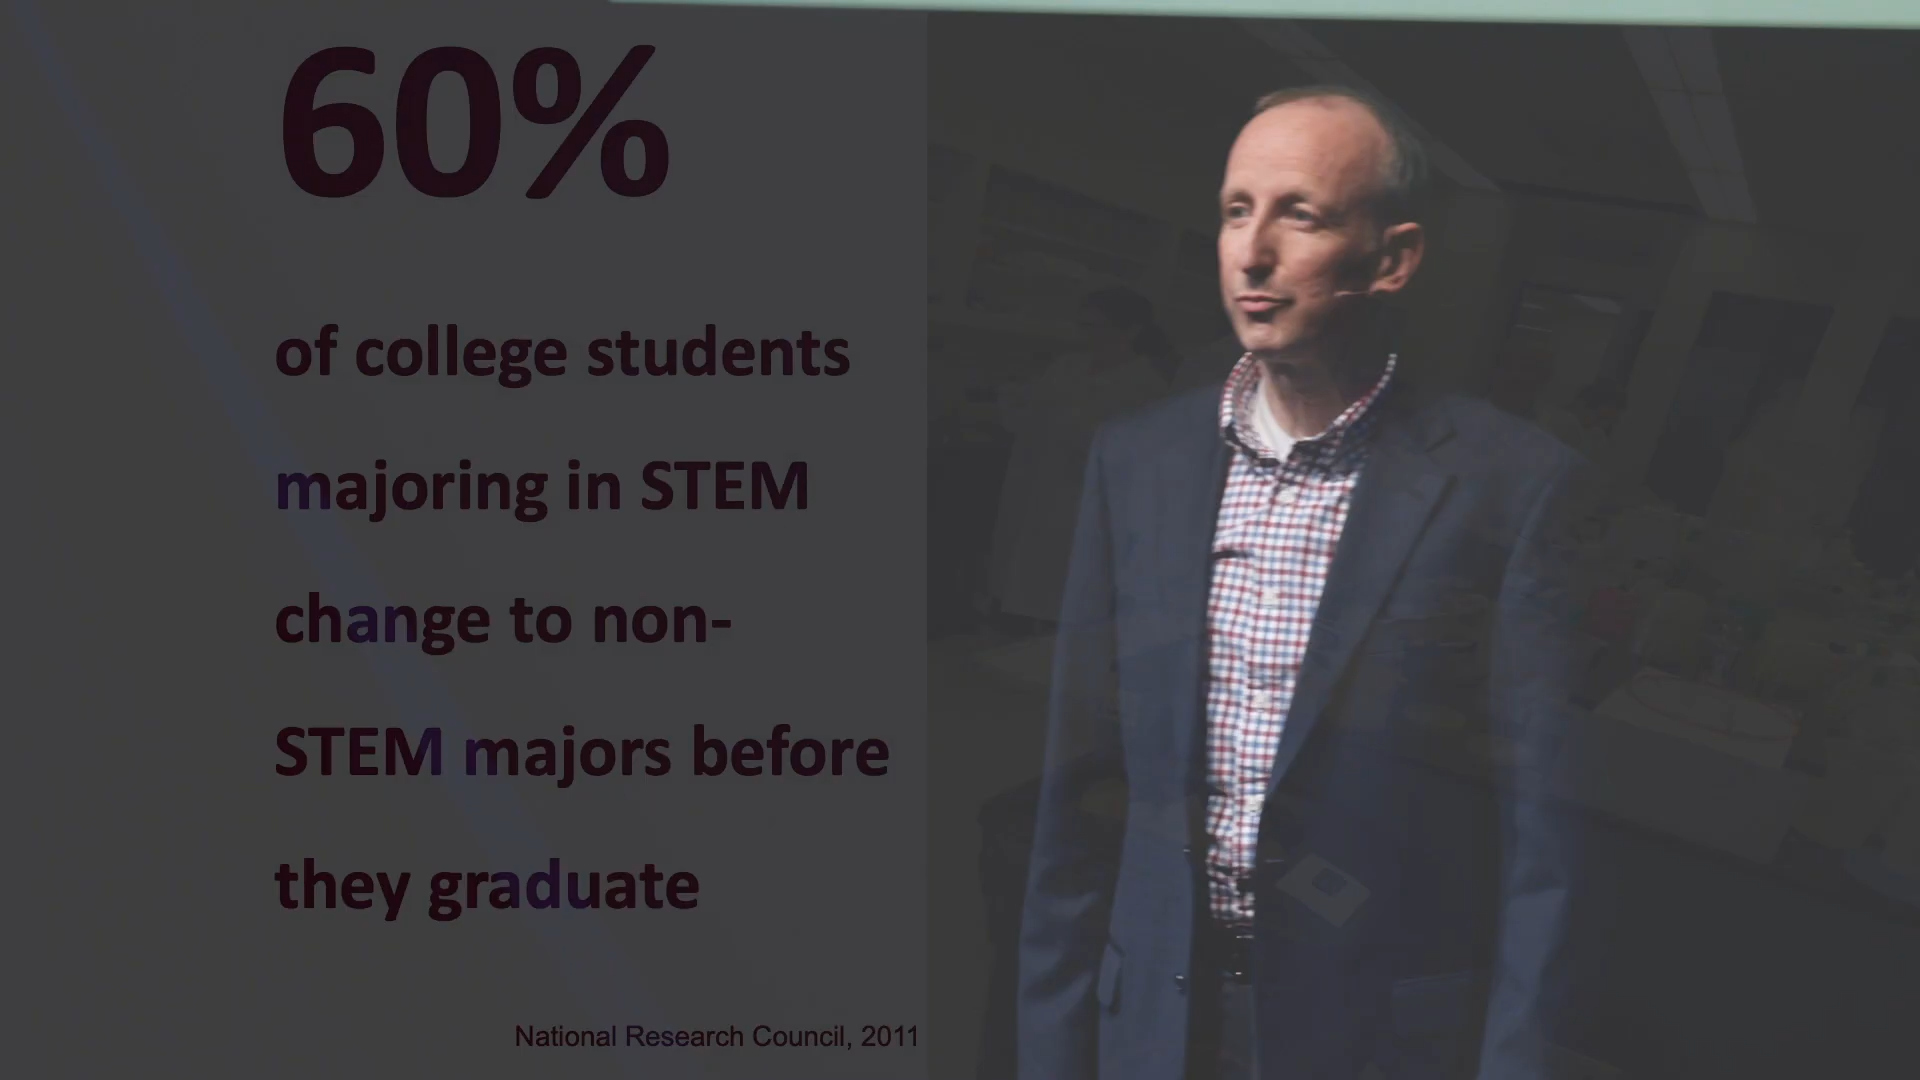 60%
of college students
majoring in STEM
change to non-
STEM majors before
they graduate
National Research Council, 2011